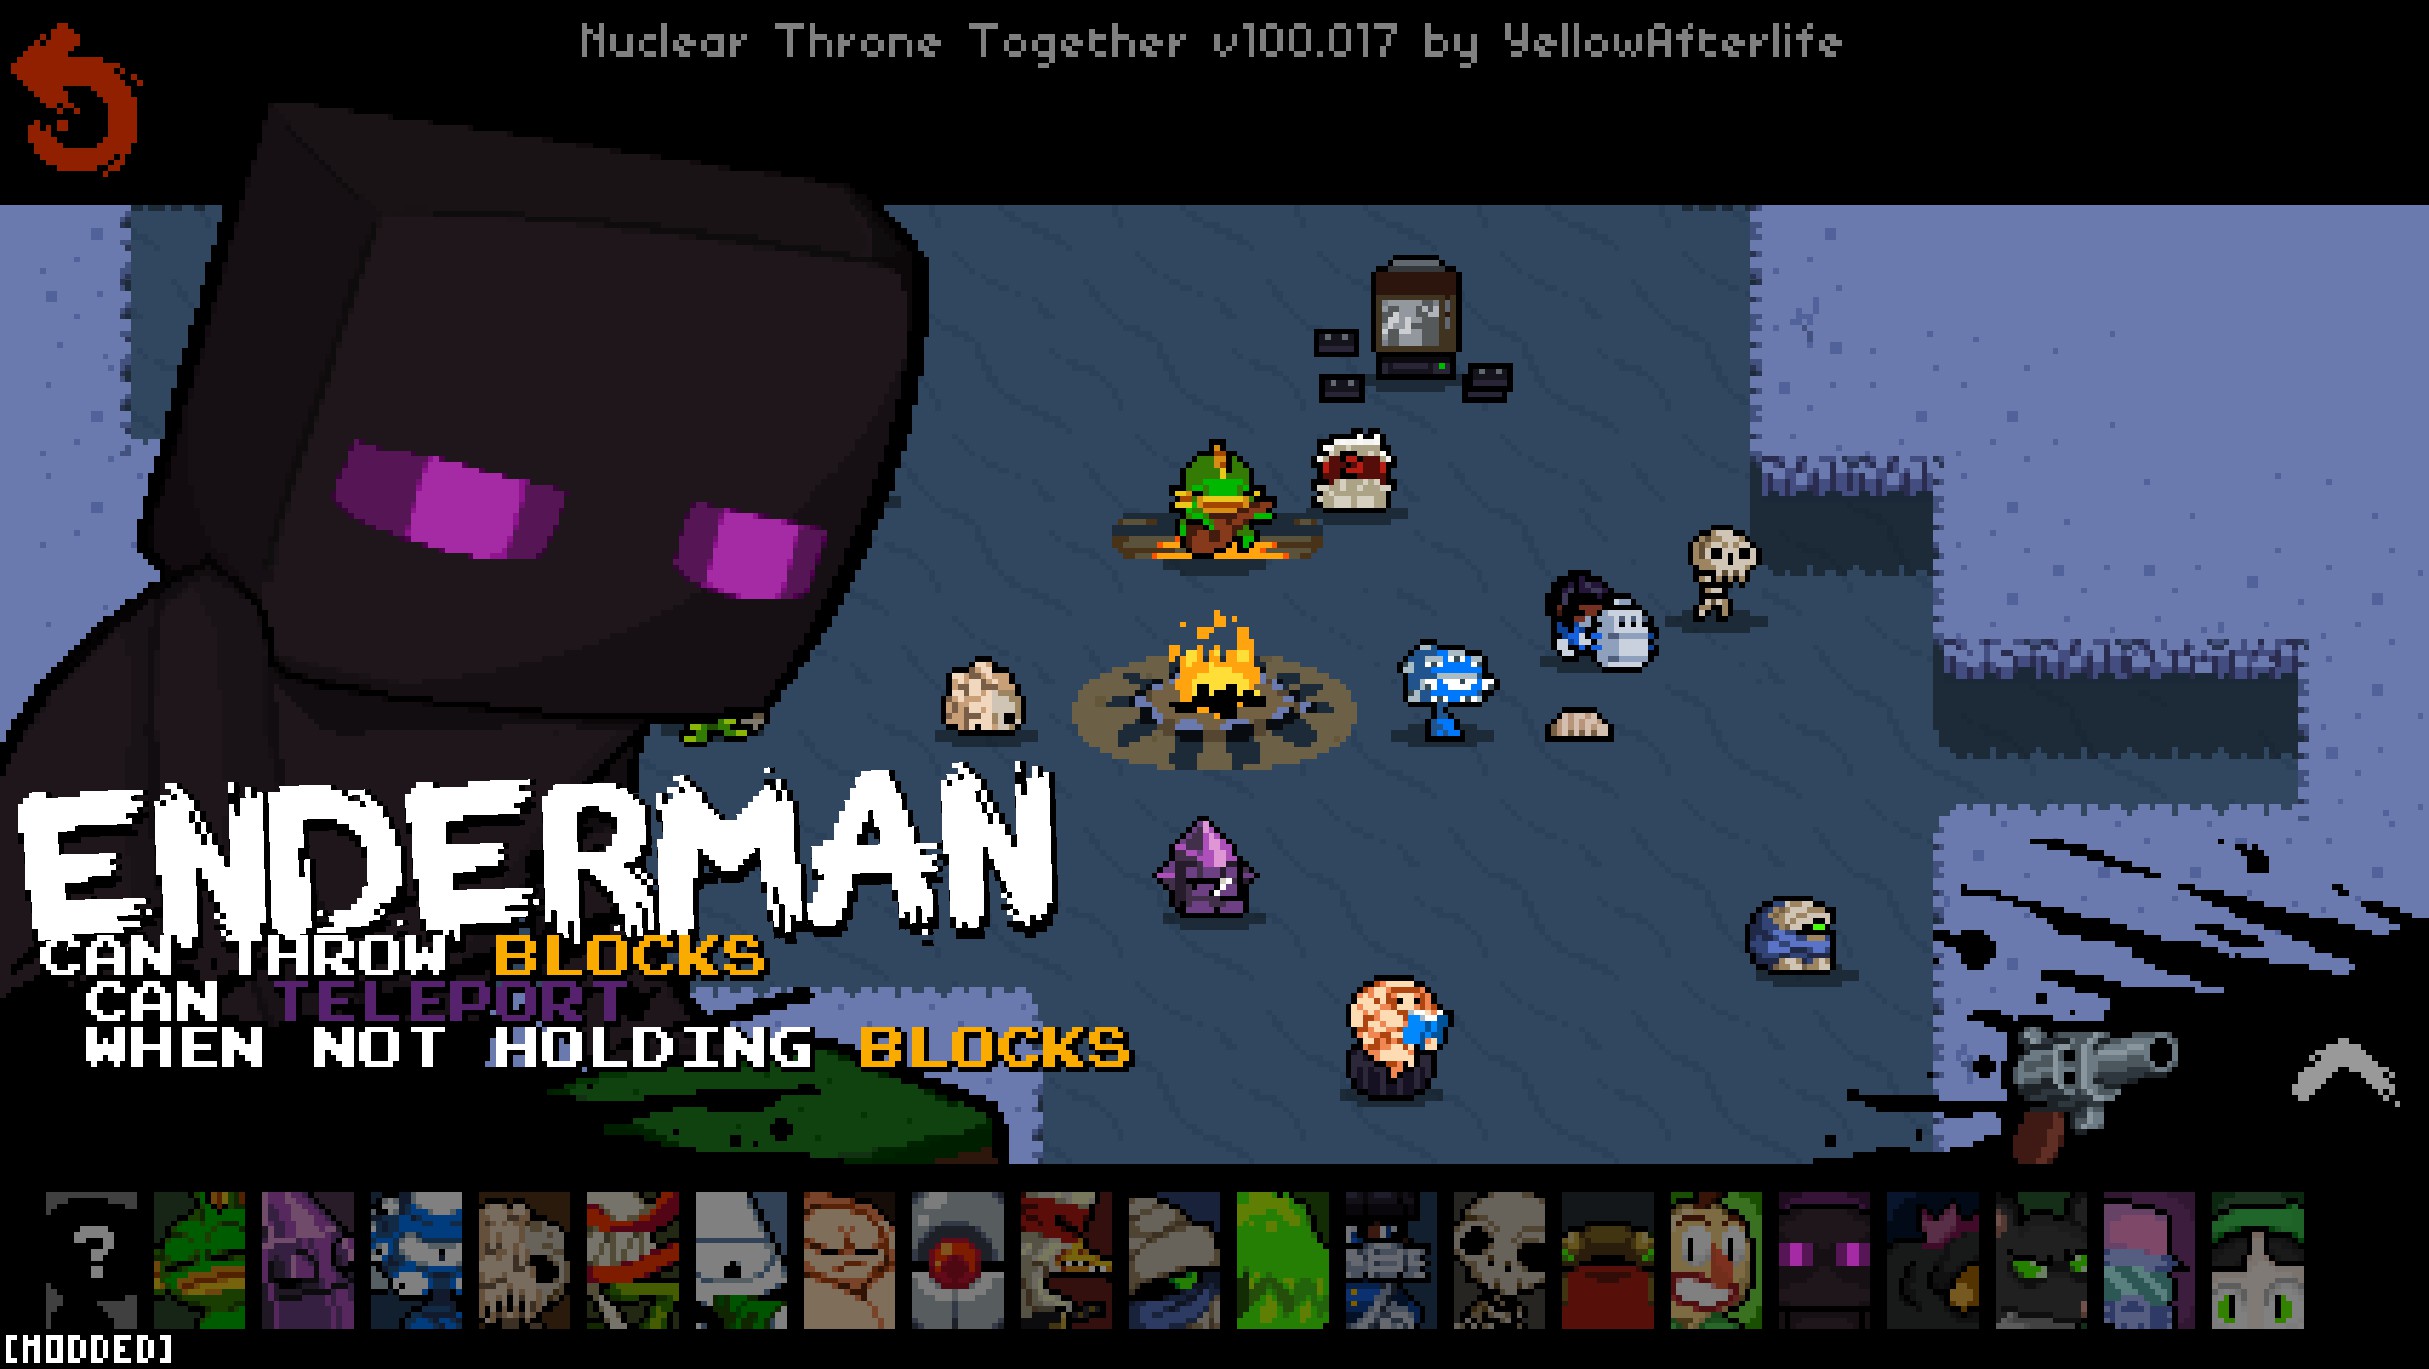 Nuclear Throne Together v100.017 by YellowAfterlife
ENDERMAN
CAN THROW BLOCKS
CAN TELEPORT
WHEN NOT HOLDING BLOCKS
?
[MODDED]